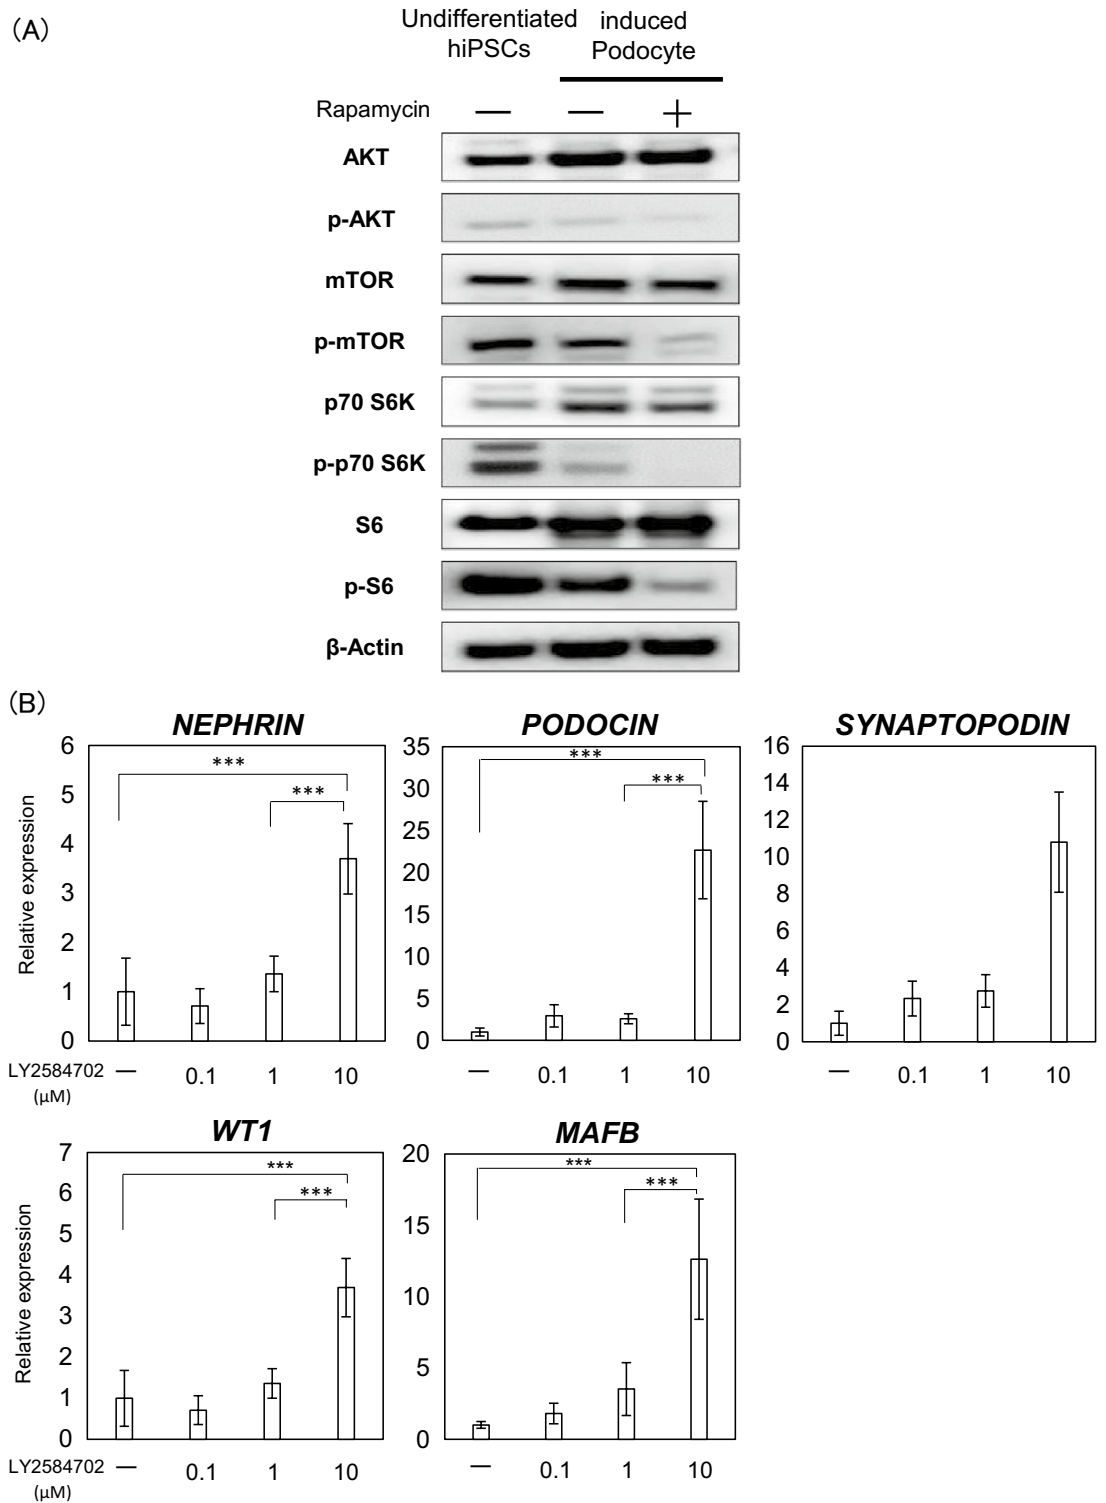 (A)
Undifferentiated hiPSCs
induced Podocyte
Rapamycin — — +
AKT
p-AKT
mTOR
p-mTOR
p70 S6K
p-p70 S6K
S6
p-S6
β-Actin
(B)
NEPHRIN
Relative expression
6
5
4
3
2
1
0
***
***
LY2584702 (μM) — 0.1 1 10
PODOCIN
35
30
25
20
15
10
5
0
***
***
— 0.1 1 10
SYNAPTOPODIN
16
14
12
10
8
6
4
2
0
— 0.1 1 10
WT1
Relative expression
7
6
5
4
3
2
1
0
***
***
LY2584702 (μM) — 0.1 1 10
MAFB
20
15
10
5
0
***
***
— 0.1 1 10